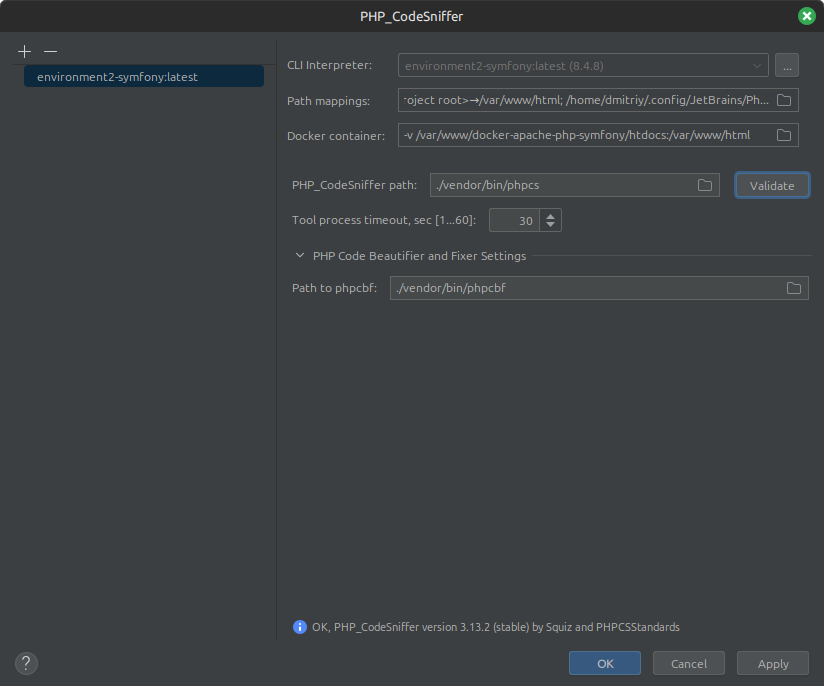 PHP_CodeSniffer
environment2-symfony:latest
CLI Interpreter: environment2-symfony:latest (8.4.8) ...
Path mappings: roject root>→/var/www/html; /home/dmitriy/.config/JetBrains/Ph...
Docker container: -v /var/www/docker-apache-php-symfony/htdocs:/var/www/html
PHP_CodeSniffer path: ./vendor/bin/phpcs Validate
Tool process timeout, sec [1...60]: 30
PHP Code Beautifier and Fixer Settings
Path to phpcbf: ./vendor/bin/phpcbf
OK, PHP_CodeSniffer version 3.13.2 (stable) by Squiz and PHPCSStandards
? OK Cancel Apply